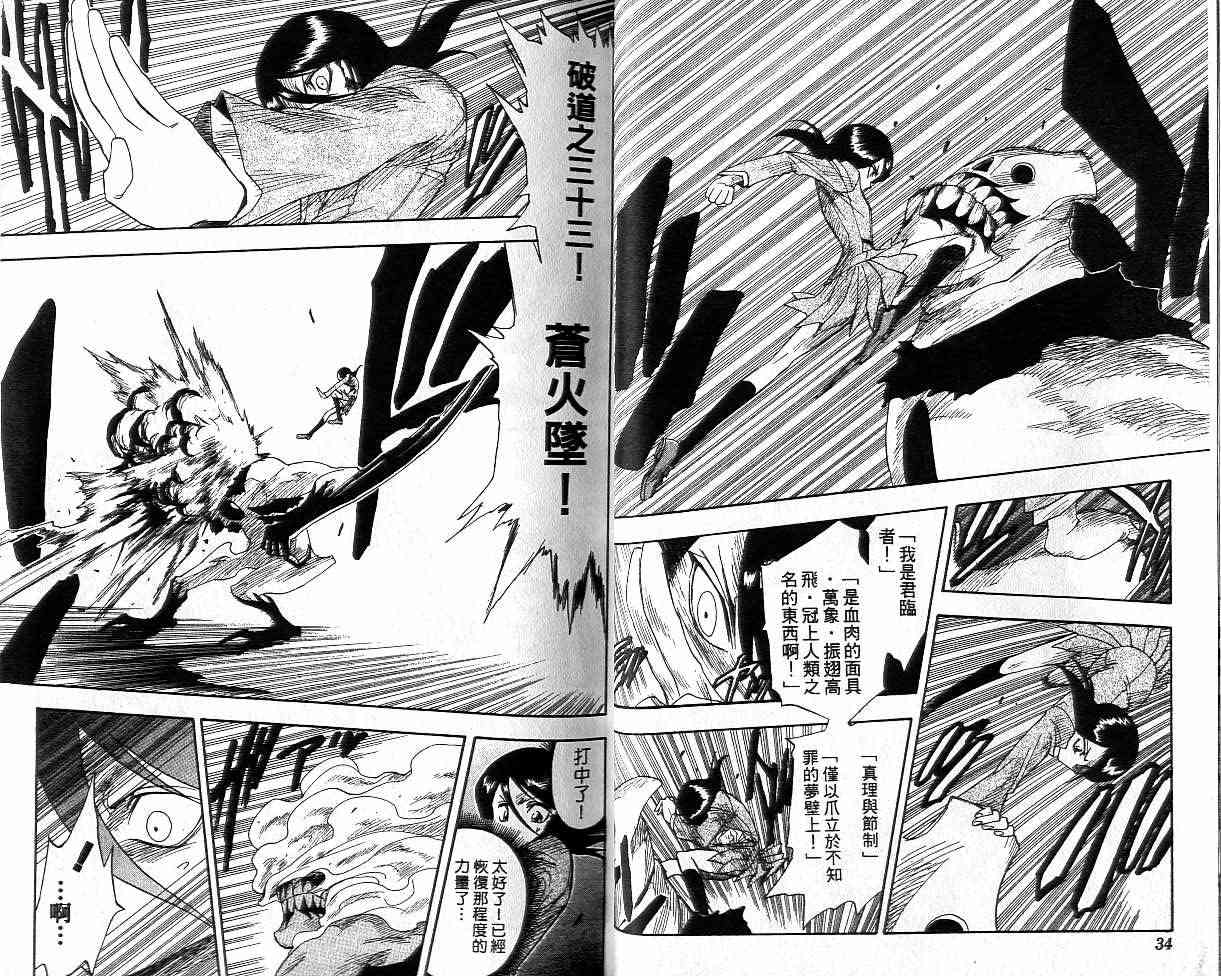 「我是君臨
者！」
「是血肉的面具
・萬象・振翅高
飛・冠上人類之
名的東西啊！」
「真理與節制」
「僅以爪立於不知
罪的夢壁上！」
34
破道之三十三！
蒼火墜！
打中了！
太好了！已經
恢復那程度的
力量了…
！
……啊……